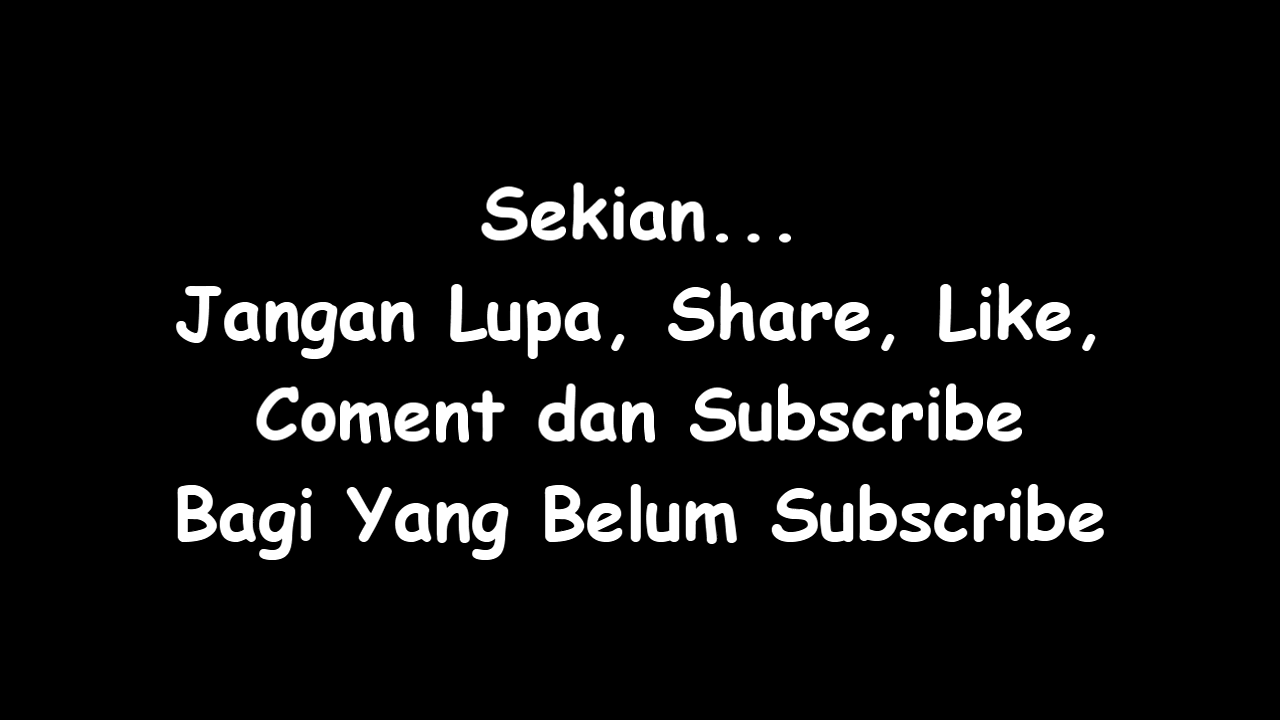 Sekian...
Jangan Lupa, Share, Like,
Coment dan Subscribe
Bagi Yang Belum Subscribe